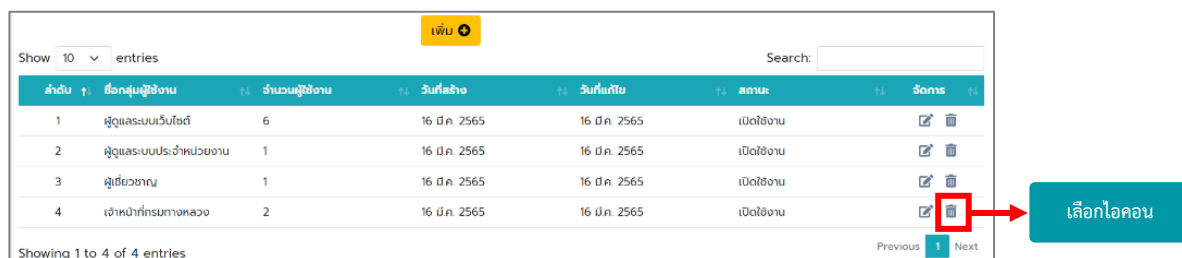 เพิ่ม
Show 10 entries Search:
ลำดับ ชื่อกลุ่มผู้ใช้งาน จำนวนผู้ใช้งาน วันที่สร้าง วันที่แก้ไข สถานะ จัดการ
1 ผู้ดูแลระบบเว็บไซต์ 6 16 มี.ค. 2565 16 มี.ค. 2565 เปิดใช้งาน
2 ผู้ดูแลระบบประจำหน่วยงาน 1 16 มี.ค. 2565 16 มี.ค. 2565 เปิดใช้งาน
3 ผู้เชี่ยวชาญ 1 16 มี.ค. 2565 16 มี.ค. 2565 เปิดใช้งาน
4 เจ้าหน้าที่กรมทางหลวง 2 16 มี.ค. 2565 16 มี.ค. 2565 เปิดใช้งาน
เลือกไอคอน
Showing 1 to 4 of 4 entries Previous 1 Next